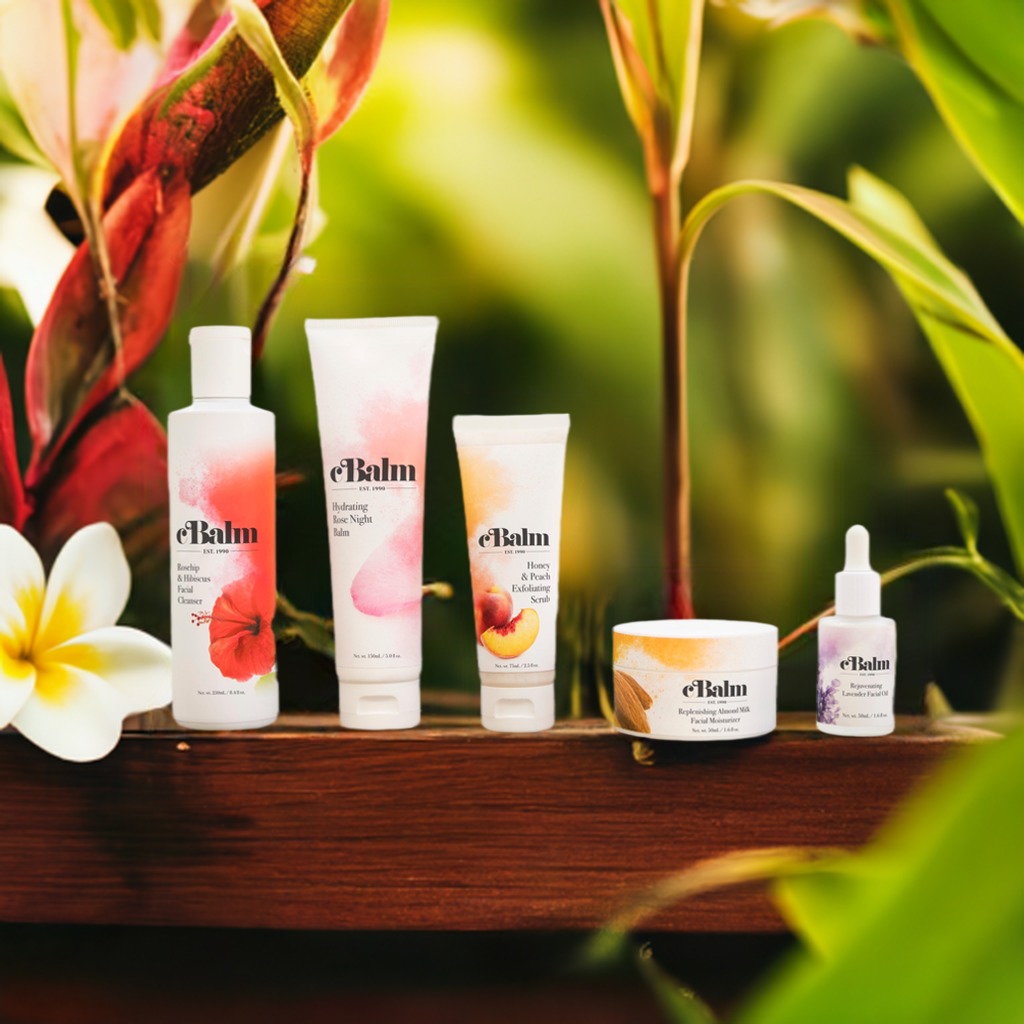 cBalm
EST. 1990
Rosehip
& Hibiscus
Facial
Cleanser
cBalm
EST. 1990
Hydrating
Rose Night
Balm
cBalm
EST. 1990
Honey
& Peach
Exfoliating
Scrub
cBalm
EST. 1990
Replenishing Almond Milk
Facial Moisturizer
cBalm
EST. 1990
Rejuvenating
Lavender Facial Oil